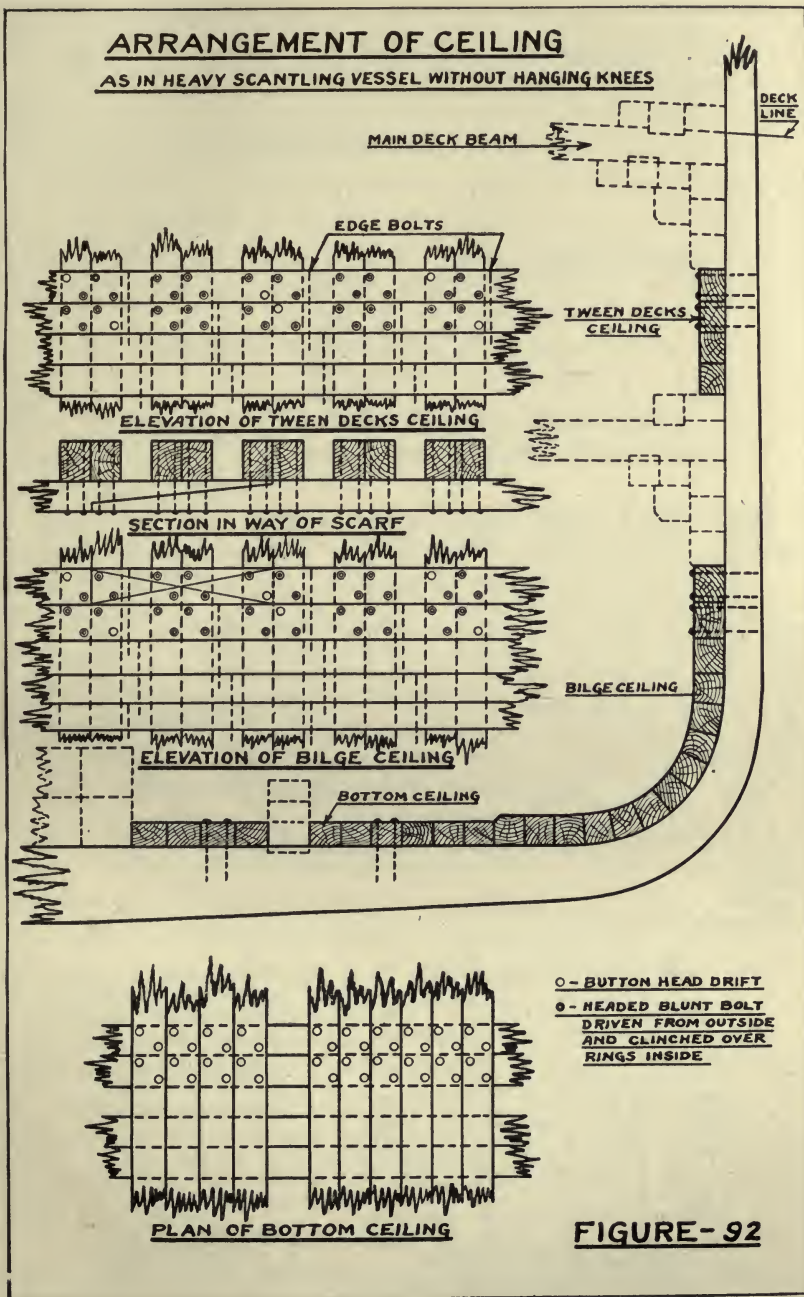 ARRANGEMENT OF CEILING
AS IN HEAVY SCANTLING VESSEL WITHOUT HANGING KNEES
DECK
LINE
MAIN DECK BEAM
EDGE BOLTS
TWEEN DECKS
CEILING
ELEVATION OF TWEEN DECKS CEILING
SECTION IN WAY OF SCARF
BILGE CEILING
ELEVATION OF BILGE CEILING
BOTTOM CEILING
O - BUTTON HEAD DRIFT
⊚ - HEADED BLUNT BOLT
DRIVEN FROM OUTSIDE
AND CLINCHED OVER
RINGS INSIDE
PLAN OF BOTTOM CEILING
FIGURE - 92